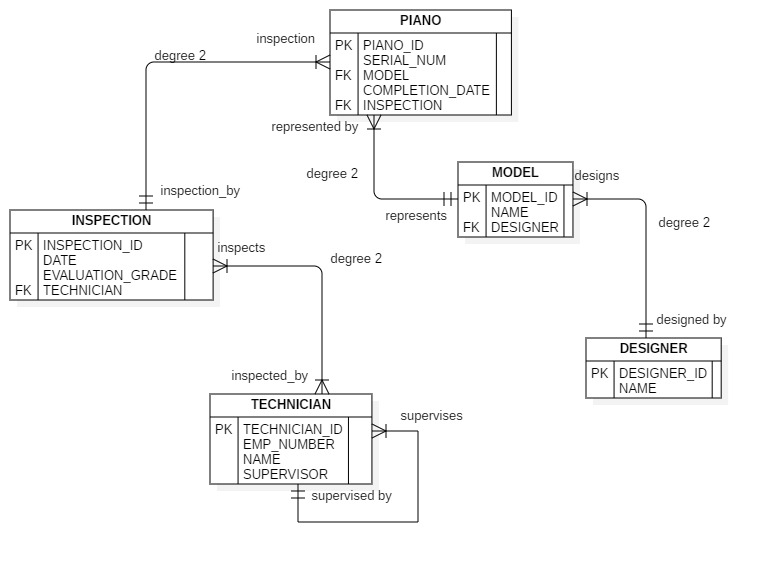 PIANO
PK PIANO_ID
SERIAL_NUM
FK MODEL
COMPLETION_DATE
FK INSPECTION
inspection
degree 2
inspection_by
represented by
degree 2
represents
MODEL
PK MODEL_ID
NAME
FK DESIGNER
designs
degree 2
designed by
INSPECTION
PK INSPECTION_ID
DATE
EVALUATION_GRADE
FK TECHNICIAN
inspects
degree 2
inspected_by
DESIGNER
PK DESIGNER_ID
NAME
TECHNICIAN
PK TECHNICIAN_ID
EMP_NUMBER
NAME
SUPERVISOR
supervises
supervised by